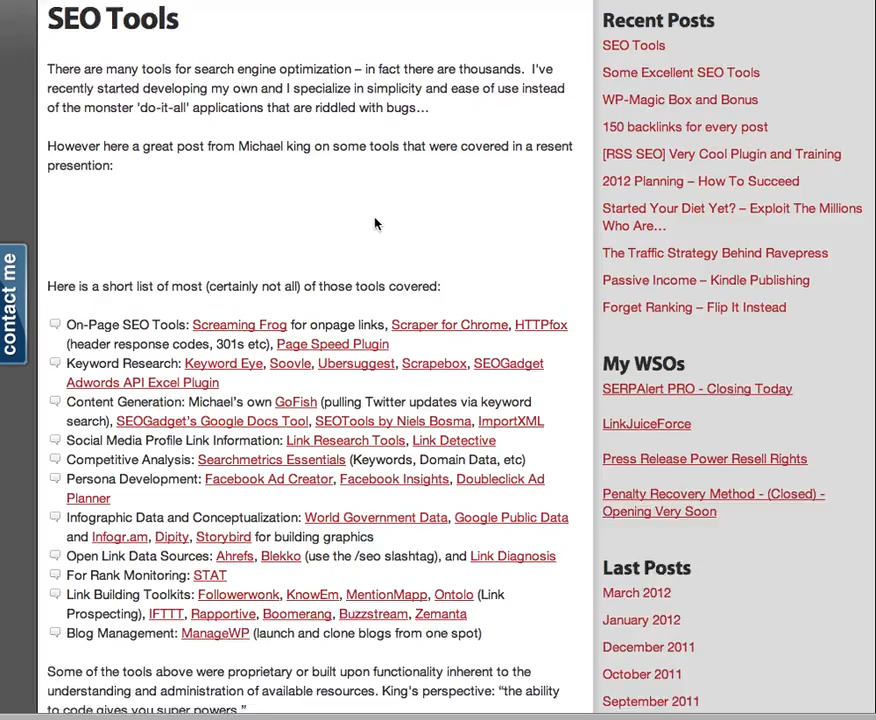 SEO Tools
There are many tools for search engine optimization – in fact there are thousands.  I've
recently started developing my own and I specialize in simplicity and ease of use instead
of the monster 'do-it-all' applications that are riddled with bugs…
However here a great post from Michael king on some tools that were covered in a resent
presention:
Here is a short list of most (certainly not all) of those tools covered:
On-Page SEO Tools: Screaming Frog for onpage links, Scraper for Chrome, HTTPfox
(header response codes, 301s etc), Page Speed Plugin
Keyword Research: Keyword Eye, Soovle, Ubersuggest, Scrapebox, SEOGadget
Adwords API Excel Plugin
Content Generation: Michael's own GoFish (pulling Twitter updates via keyword
search), SEOGadget's Google Docs Tool, SEOTools by Niels Bosma, ImportXML
Social Media Profile Link Information: Link Research Tools, Link Detective
Competitive Analysis: Searchmetrics Essentials (Keywords, Domain Data, etc)
Persona Development: Facebook Ad Creator, Facebook Insights, Doubleclick Ad
Planner
Infographic Data and Conceptualization: World Government Data, Google Public Data
and Infogr.am, Dipity, Storybird for building graphics
Open Link Data Sources: Ahrefs, Blekko (use the /seo slashtag), and Link Diagnosis
For Rank Monitoring: STAT
Link Building Toolkits: Followerwonk, KnowEm, MentionMapp, Ontolo (Link
Prospecting), IFTTT, Rapportive, Boomerang, Buzzstream, Zemanta
Blog Management: ManageWP (launch and clone blogs from one spot)
Some of the tools above were proprietary or built upon functionality inherent to the
understanding and administration of available resources. King's perspective: “the ability
to code gives you super powers.”
Recent Posts
SEO Tools
Some Excellent SEO Tools
WP-Magic Box and Bonus
150 backlinks for every post
[RSS SEO] Very Cool Plugin and Training
2012 Planning – How To Succeed
Started Your Diet Yet? – Exploit The Millions
Who Are…
The Traffic Strategy Behind Ravepress
Passive Income – Kindle Publishing
Forget Ranking – Flip It Instead
My WSOs
SERPAlert PRO - Closing Today
LinkJuiceForce
Press Release Power Resell Rights
Penalty Recovery Method - (Closed) -
Opening Very Soon
Last Posts
March 2012
January 2012
December 2011
October 2011
September 2011
contact me